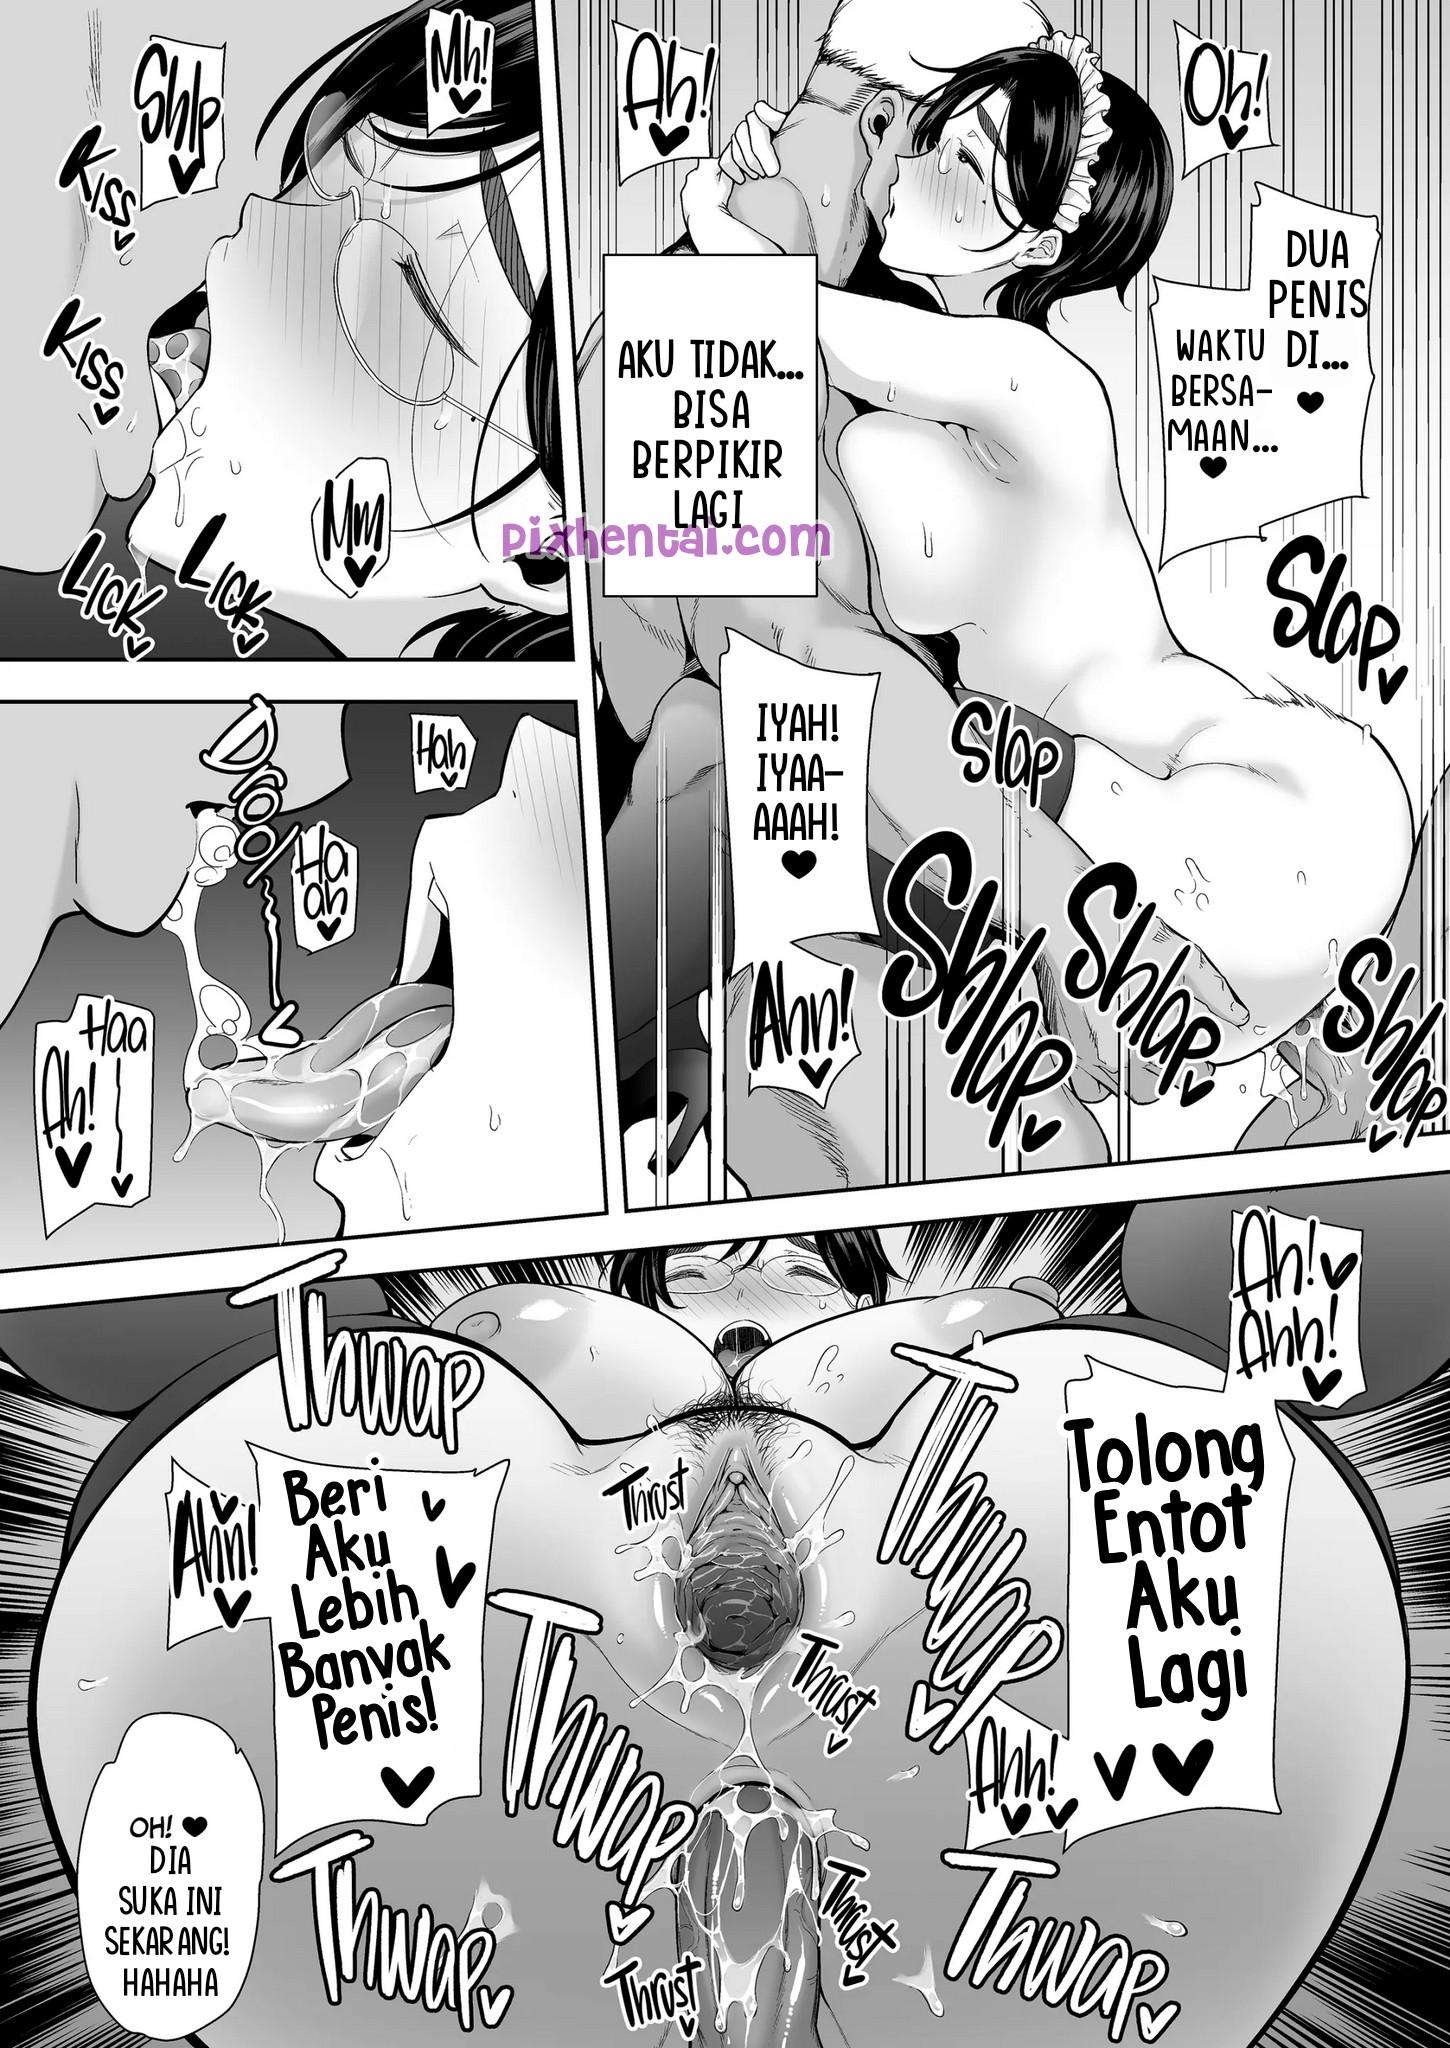 Mh!
Shlp
Kiss
Kiss
Mm
Lick
Lick
Ah!
Oh!
DUA
PENIS
DI...
WAKTU
BERSA-
MAAN...
AKU TIDAK...
BISA
BERPIKIR
LAGI
pixhentai.com
Slap
IYAH!
IYAA-
AAAH!
Slap
Shlap
Shlap
Shlap
Ahn!
Drool
Hah
Ha
ah
Haa
Ah!
Thwap
Ah!
Ahh!
Thwap
Tolong
Entot
Aku
Lagi
Thrust
Beri
Aku
Lebih
Banyak
Penis!
Ahn!
Thrust
Thwap
Ahh!
OH!
DIA
SUKA INI
SEKARANG!
HAHAHA
Thwap
Thrust
Thwap
Thrust